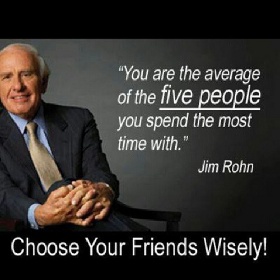 “You are the average
of the five people
you spend the most
time with.”
Jim Rohn
Choose Your Friends Wisely!